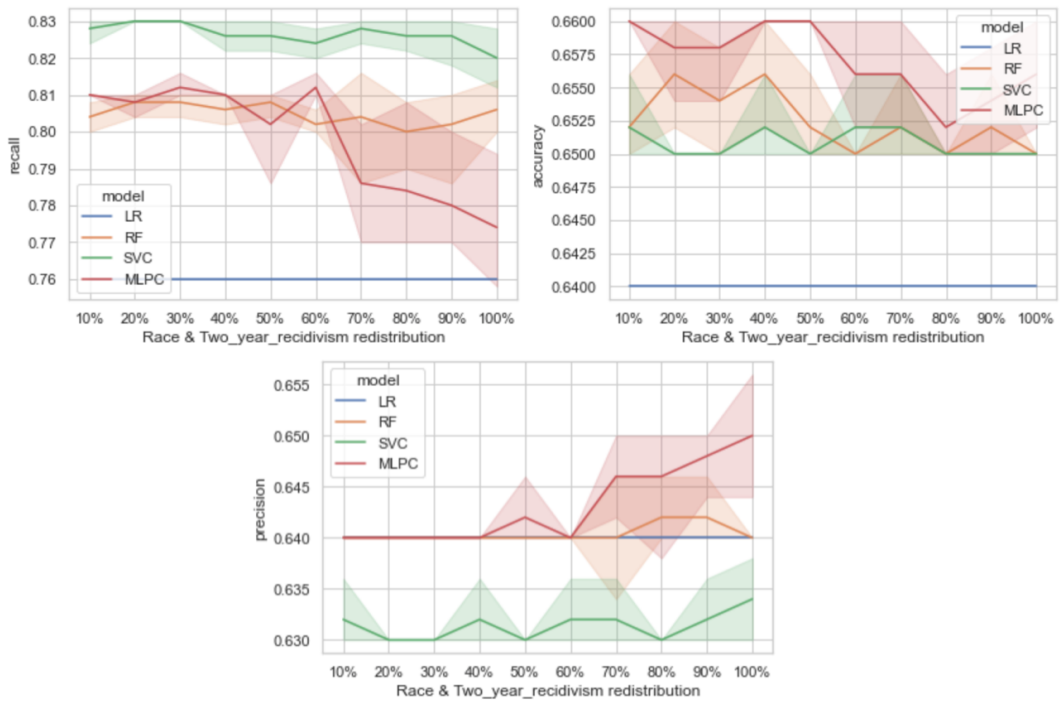 0.83
0.82
0.81
0.80
0.79
0.78
0.77
0.76
recall
model
LR
RF
SVC
MLPC
10% 20% 30% 40% 50% 60% 70% 80% 90% 100%
Race & Two_year_recidivism redistribution
0.6600
0.6575
0.6550
0.6525
0.6500
0.6475
0.6450
0.6425
0.6400
accuracy
model
LR
RF
SVC
MLPC
10% 20% 30% 40% 50% 60% 70% 80% 90% 100%
Race & Two_year_recidivism redistribution
0.655
0.650
0.645
0.640
0.635
0.630
precision
model
LR
RF
SVC
MLPC
10% 20% 30% 40% 50% 60% 70% 80% 90% 100%
Race & Two_year_recidivism redistribution